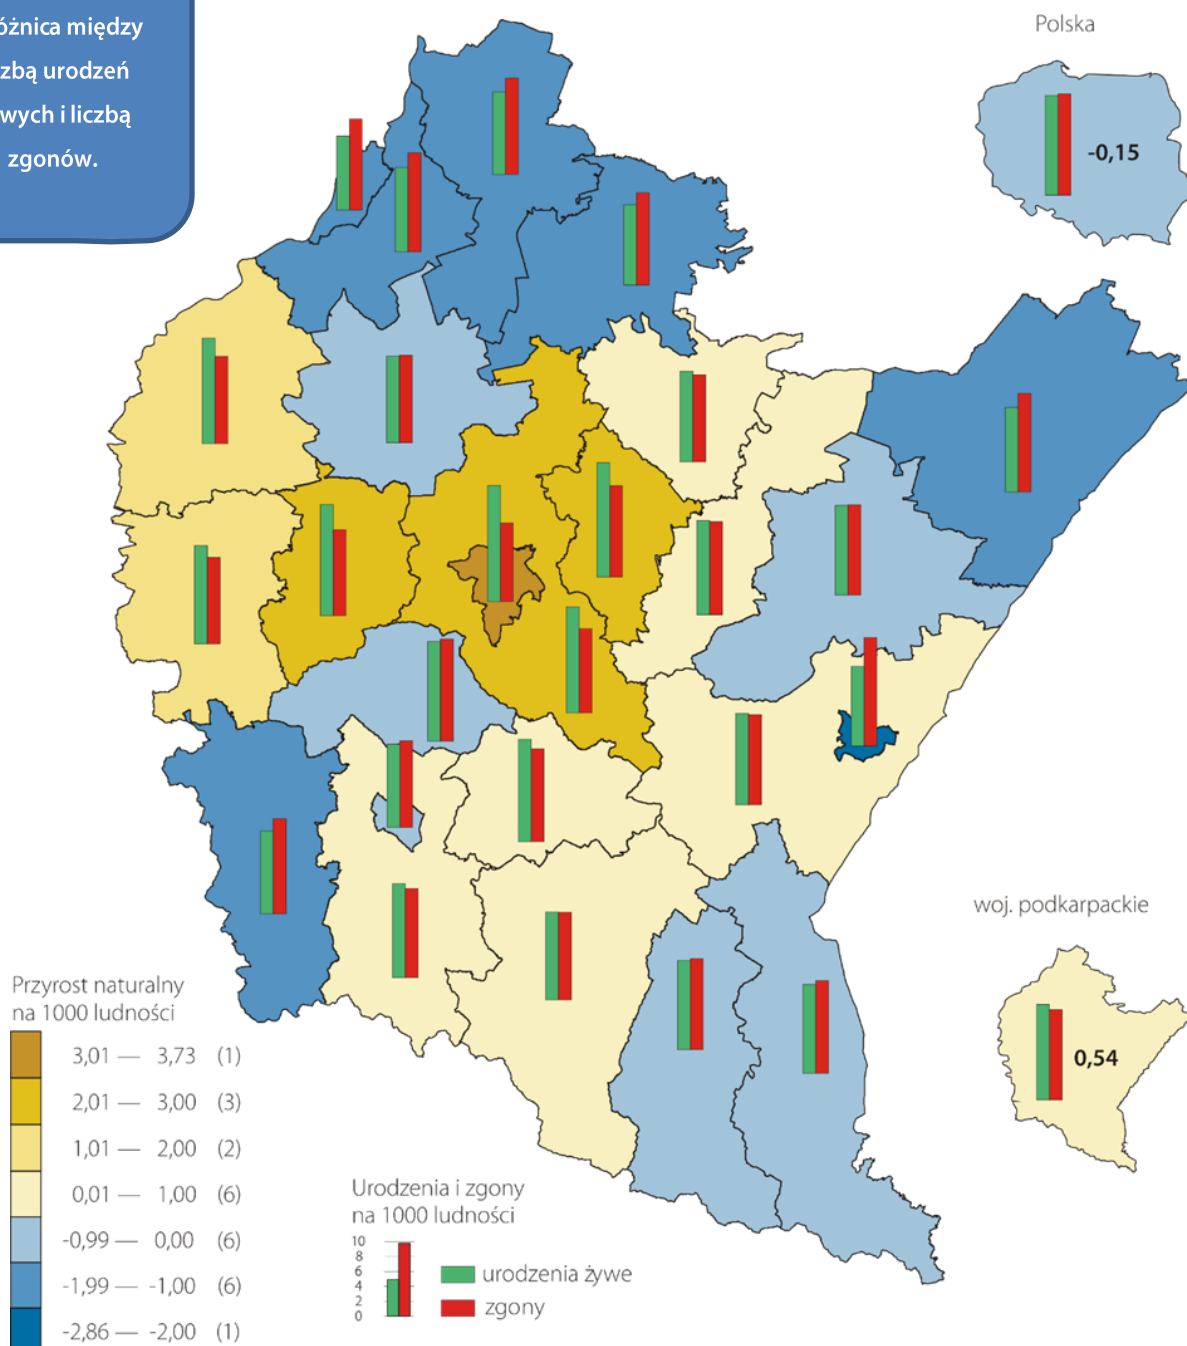 óżnica między
zbą urodzeń
wych i liczbą
zgonów.
Polska
-0,15
woj. podkarpackie
0,54
Przyrost naturalny
na 1000 ludności
3,01 — 3,73 (1)
2,01 — 3,00 (3)
1,01 — 2,00 (2)
0,01 — 1,00 (6)
-0,99 — 0,00 (6)
-1,99 — -1,00 (6)
-2,86 — -2,00 (1)
Urodzenia i zgony
na 1000 ludności
10
8
6
4
2
0
urodzenia żywe
zgony